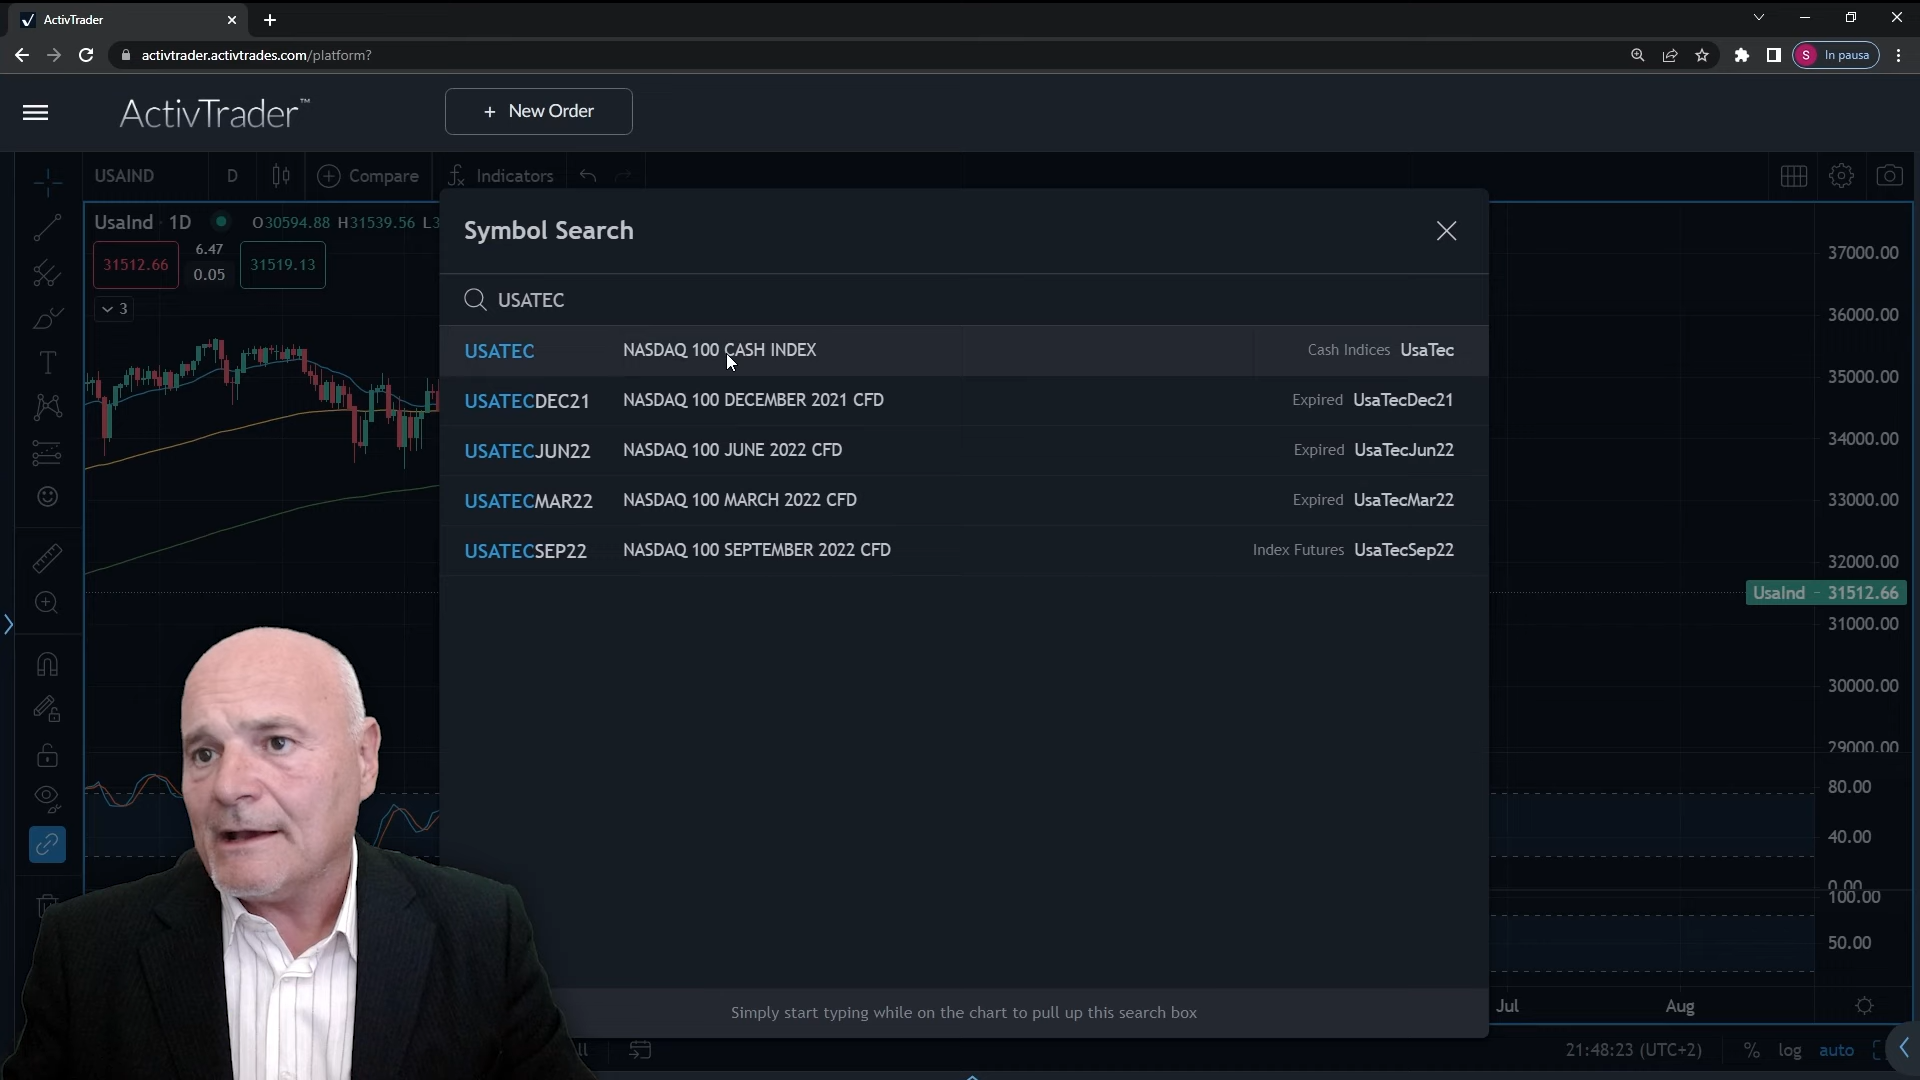 ActivTrader
activtrader.activtrades.com/platform?
S In pausa
ActivTrader™
+ New Order
USAIND D Compare Indicators
UsaInd 1D O30594.88 H31539.56 L3
31512.66 6.47 0.05 31519.13
3
Symbol Search
USATEC
USATEC NASDAQ 100 CASH INDEX Cash Indices UsaTec
USATECDEC21 NASDAQ 100 DECEMBER 2021 CFD Expired UsaTecDec21
USATECJUN22 NASDAQ 100 JUNE 2022 CFD Expired UsaTecJun22
USATECMAR22 NASDAQ 100 MARCH 2022 CFD Expired UsaTecMar22
USATECSEP22 NASDAQ 100 SEPTEMBER 2022 CFD Index Futures UsaTecSep22
Simply start typing while on the chart to pull up this search box
37000.00
36000.00
35000.00
34000.00
33000.00
32000.00
UsaInd - 31512.66
31000.00
30000.00
29000.00
80.00
40.00
0.00
100.00
50.00
Jul Aug
21:48:23 (UTC+2) % log auto